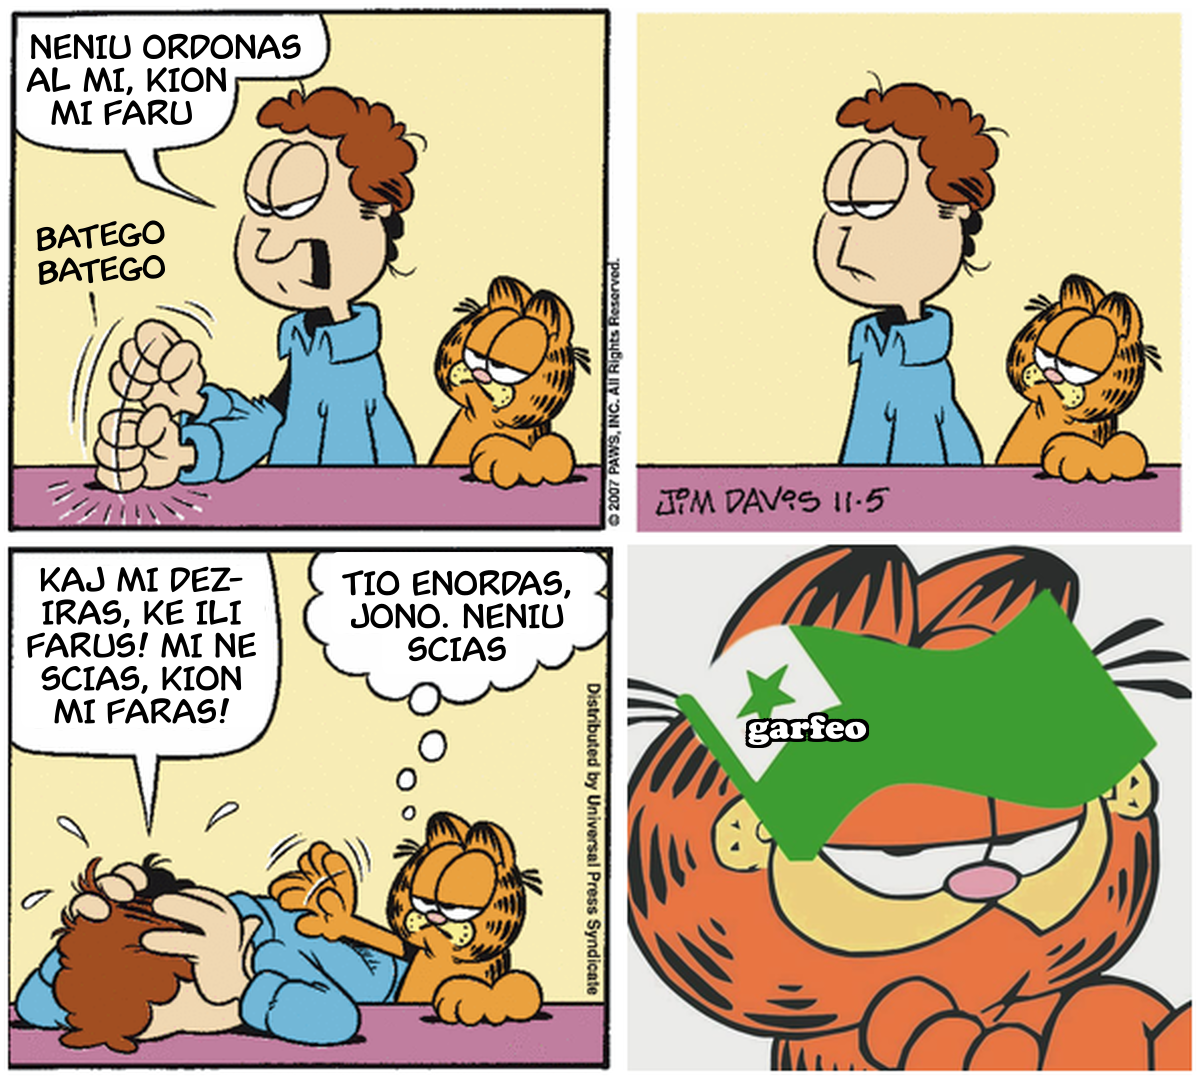 NENIU ORDONAS
AL MI, KION
MI FARU
BATEGO
BATEGO
© 2007 PAWS, INC. All Rights Reserved.
JIM DAVIS 11-5
KAJ MI DEZ-
IRAS, KE ILI
FARUS! MI NE
SCIAS, KION
MI FARAS!
TIO ENORDAS,
JONO. NENIU
SCIAS
Distributed by Universal Press Syndicate
garfeo